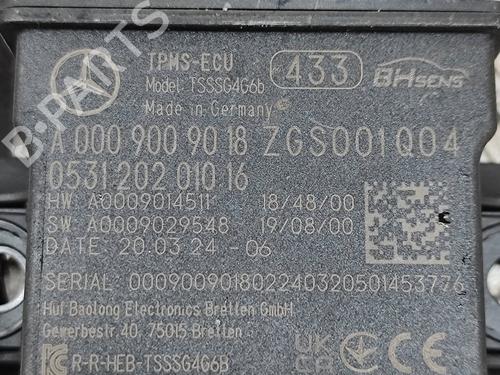 TPMS-ECU
Model: TSSSG4G6b
Made in Germany
433
BHSENS
A 000 900 90 18 ZGS001Q04
0531 202 010 16
HW A0009014511 18/48/00
SW A0009029548 19/08/00
DATE: 20.03.24 -06
SERIAL: 000900901802240320501453776
Huf Baolong Electronics Bretten GmbH
Gewerbestr.40, 75015 Bretten
R-R-HEB-TSSSG4G6B
UK
CA
CE
B-PARTS